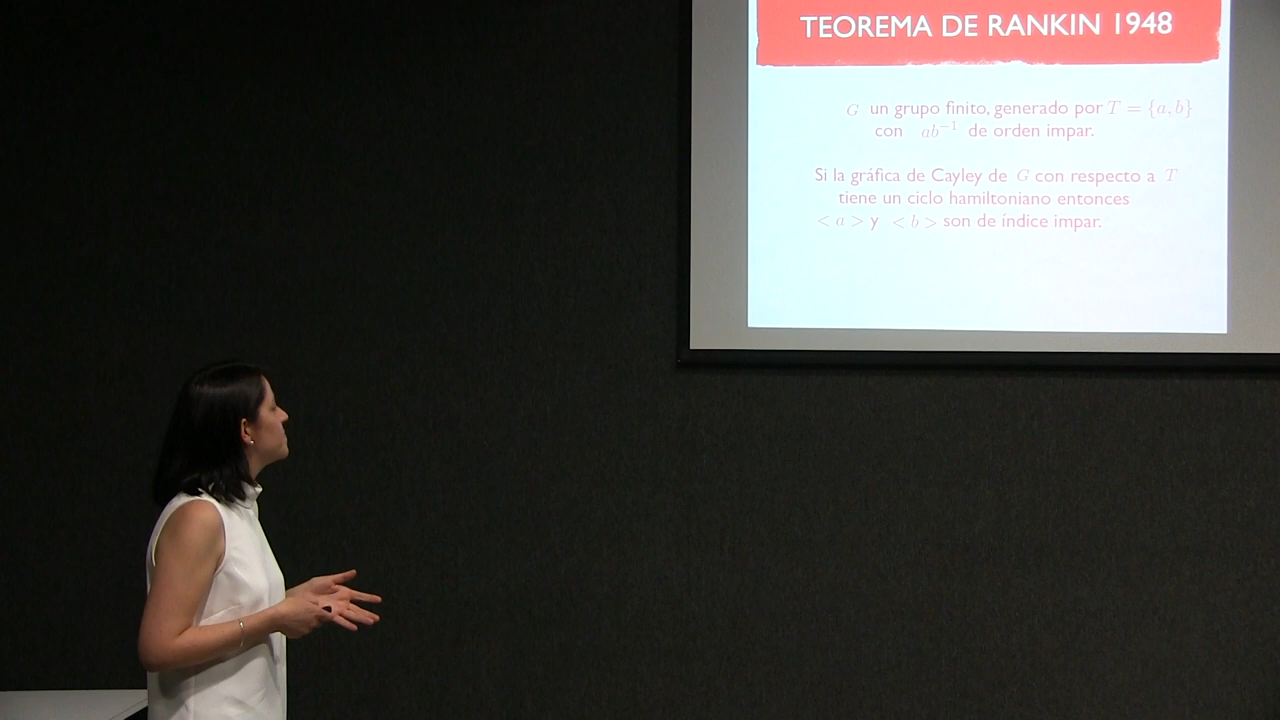 TEOREMA DE RANKIN 1948
G un grupo finito, generado por T = {a, b}
con ab⁻¹ de orden impar.
Si la gráfica de Cayley de G con respecto a T
tiene un ciclo hamiltoniano entonces
< a > y < b > son de índice impar.